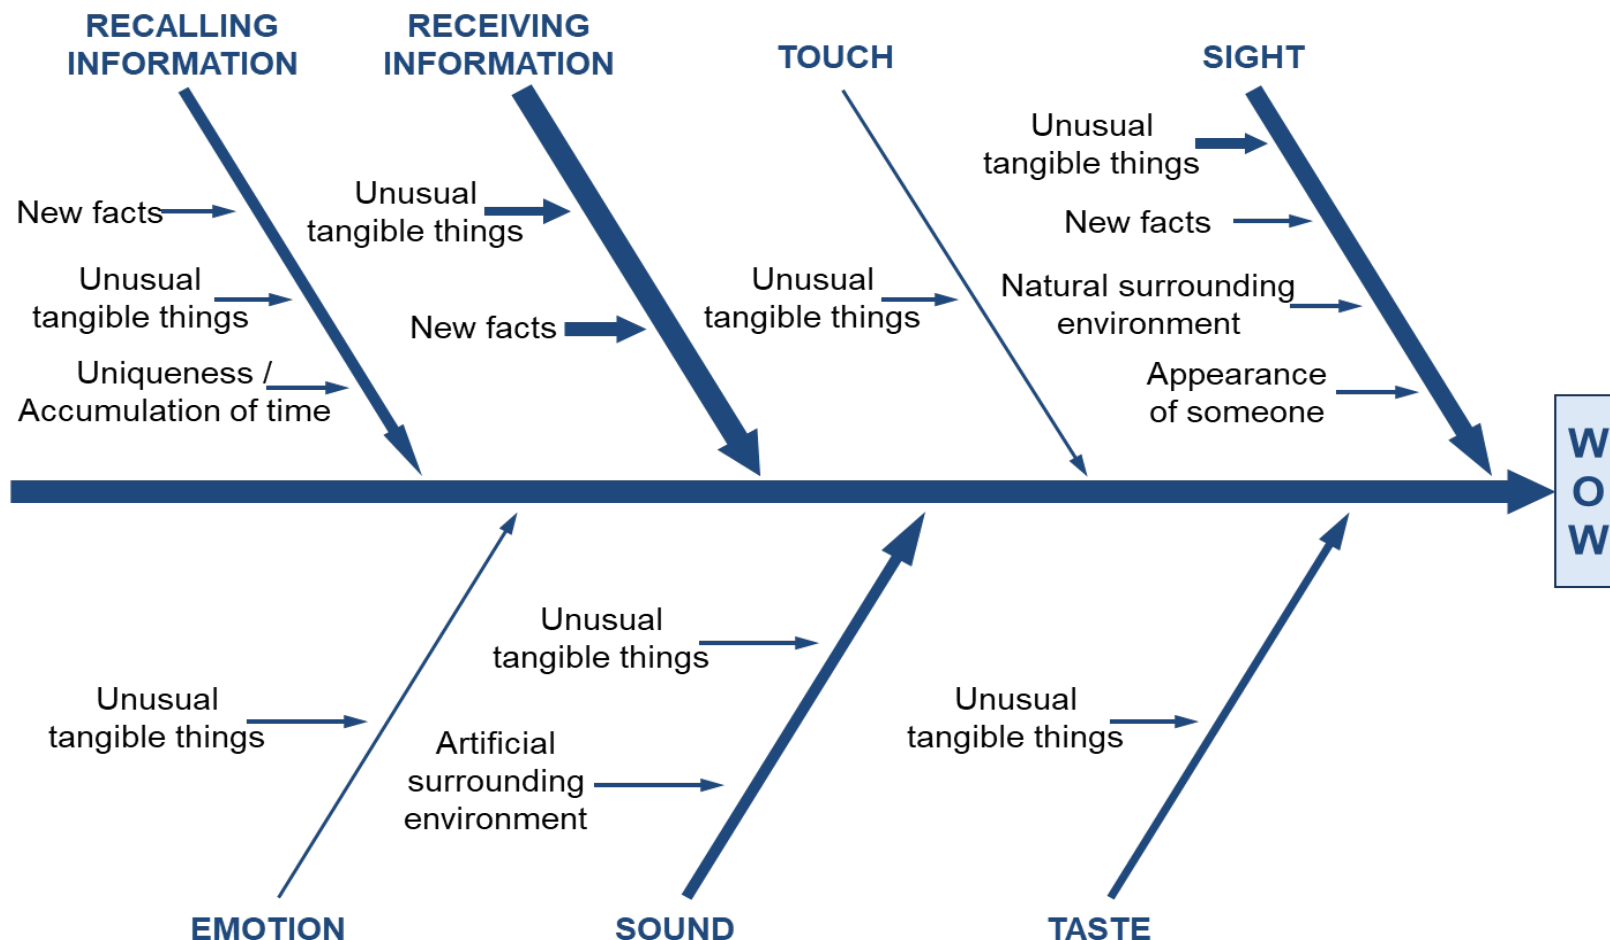 RECALLING
INFORMATION
RECEIVING
INFORMATION
TOUCH
SIGHT
New facts
Unusual
tangible things
Uniqueness /
Accumulation of time
Unusual
tangible things
New facts
Unusual
tangible things
Unusual
tangible things
New facts
Natural surrounding
environment
Appearance
of someone
W
O
W
Unusual
tangible things
Unusual
tangible things
Artificial
surrounding
environment
Unusual
tangible things
EMOTION
SOUND
TASTE